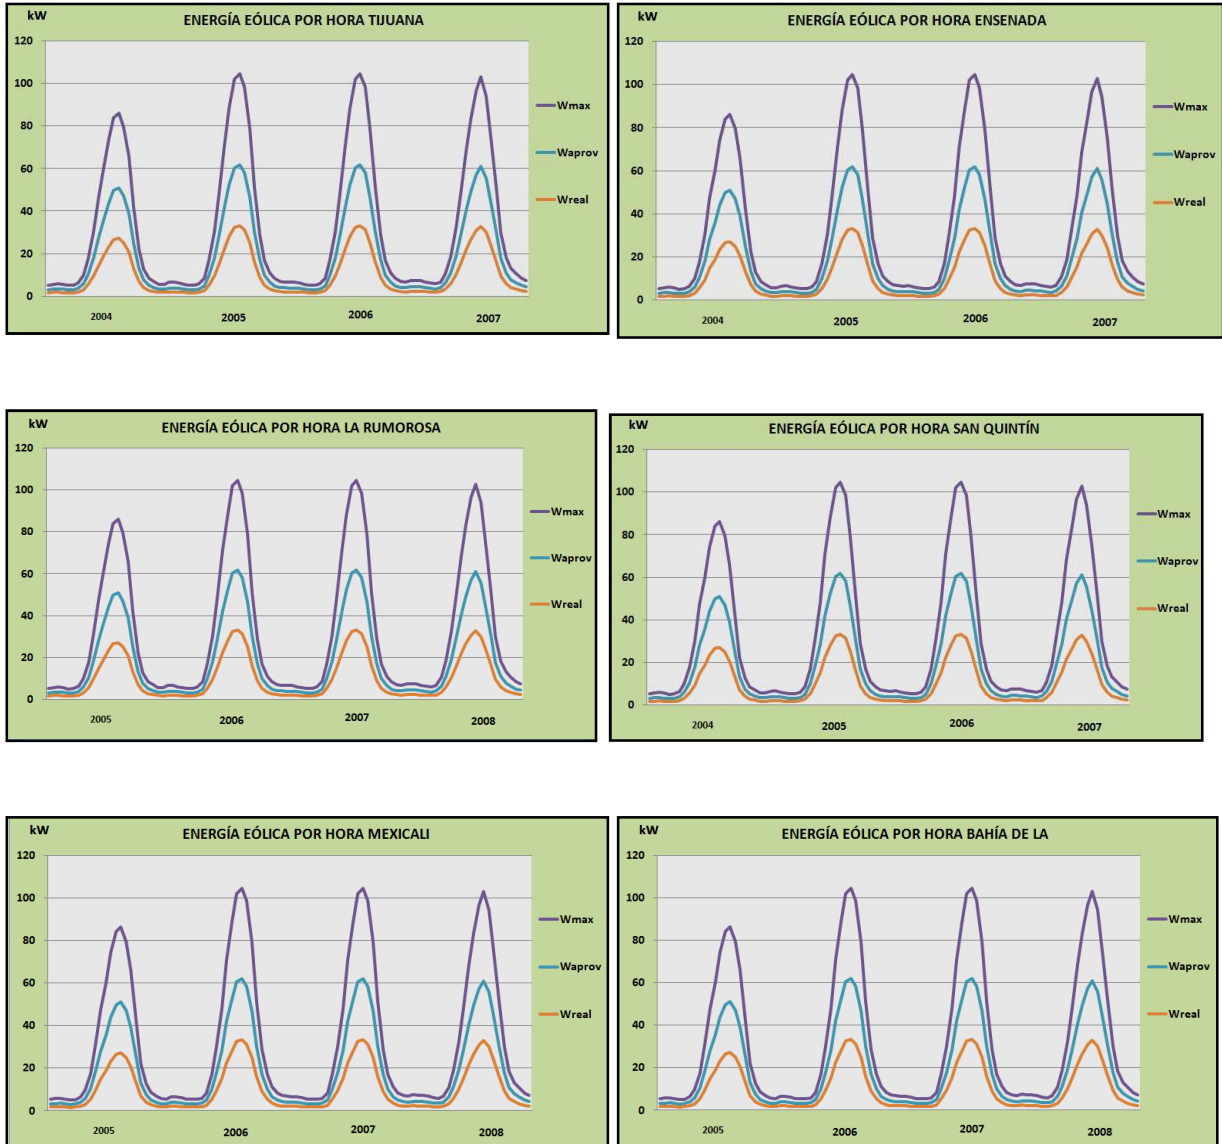 kW
ENERGÍA EÓLICA POR HORA TIJUANA
120
100
80
60
40
20
0
2004 2005 2006 2007
Wmax
Waprov
Wreal
kW
ENERGÍA EÓLICA POR HORA ENSENADA
120
100
80
60
40
20
0
2004 2005 2006 2007
Wmax
Waprov
Wreal
kW
ENERGÍA EÓLICA POR HORA LA RUMOROSA
120
100
80
60
40
20
0
2005 2006 2007 2008
Wmax
Waprov
Wreal
kW
ENERGÍA EÓLICA POR HORA SAN QUINTÍN
120
100
80
60
40
20
0
2004 2005 2006 2007
Wmax
Waprov
Wreal
kW
ENERGÍA EÓLICA POR HORA MEXICALI
120
100
80
60
40
20
0
2005 2006 2007 2008
Wmax
Waprov
Wreal
kW
ENERGÍA EÓLICA POR HORA BAHÍA DE LA
120
100
80
60
40
20
0
2005 2006 2007 2008
Wmax
Waprov
Wreal